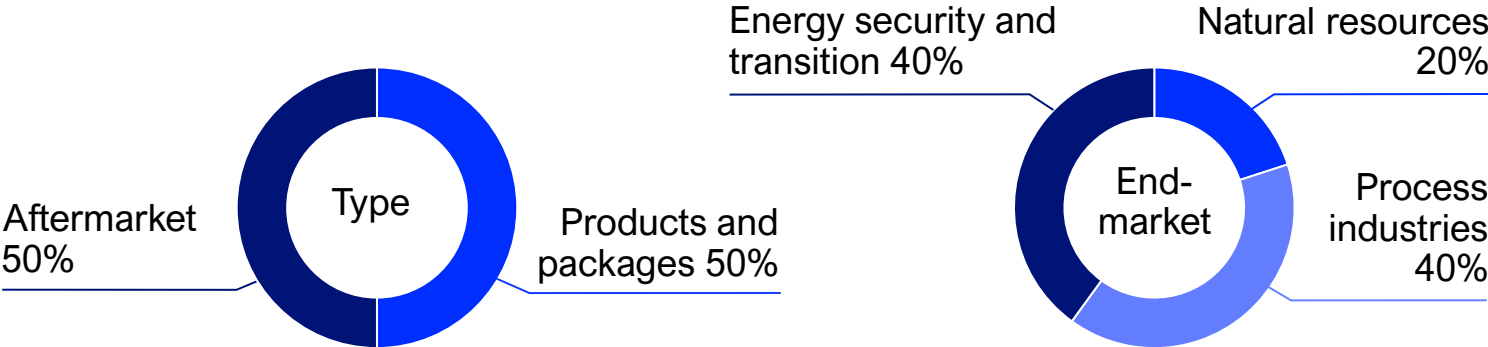 Type
Aftermarket
50%
Products and
packages 50%
Energy security and
transition 40%
Natural resources
20%
End-
market
Process
industries
40%